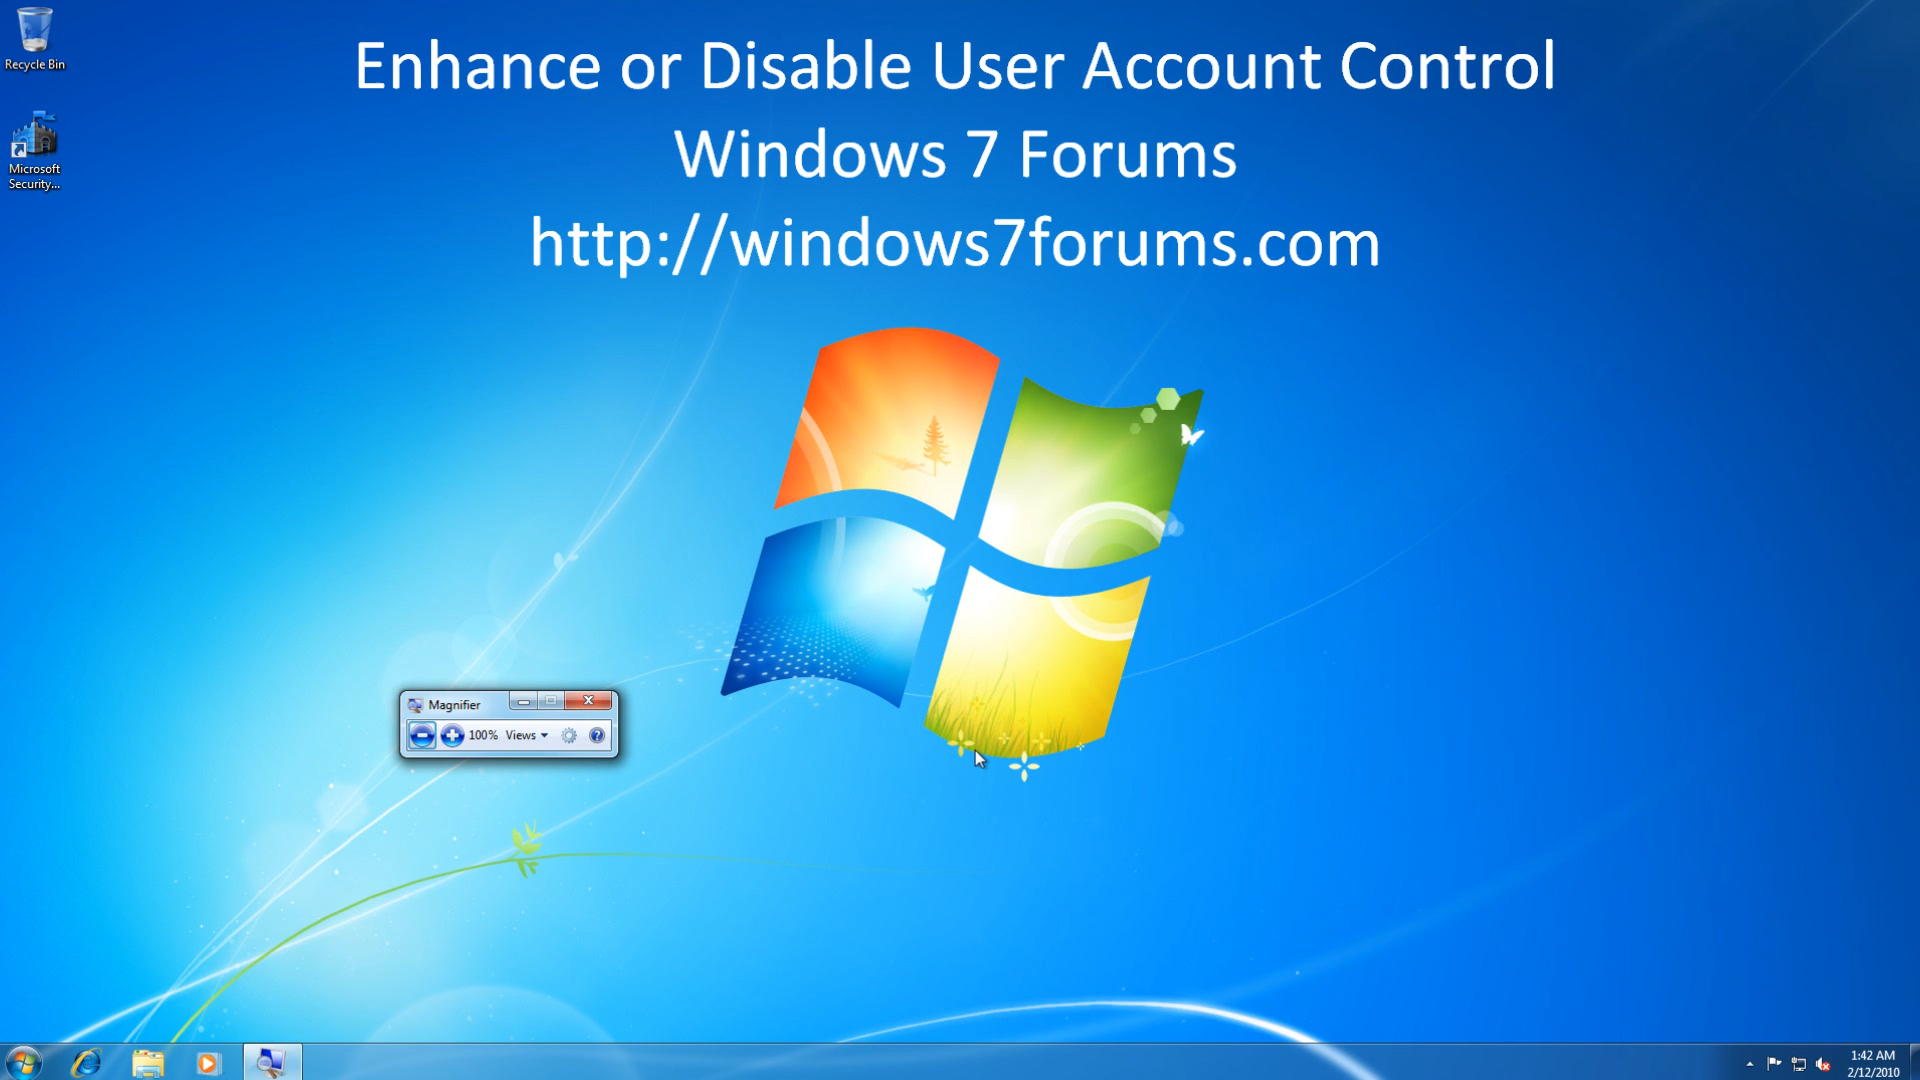 Enhance or Disable User Account Control
Windows 7 Forums
http://windows7forums.com
Recycle Bin
Microsoft
Security...
Magnifier
100% Views
1:42 AM
2/12/2010